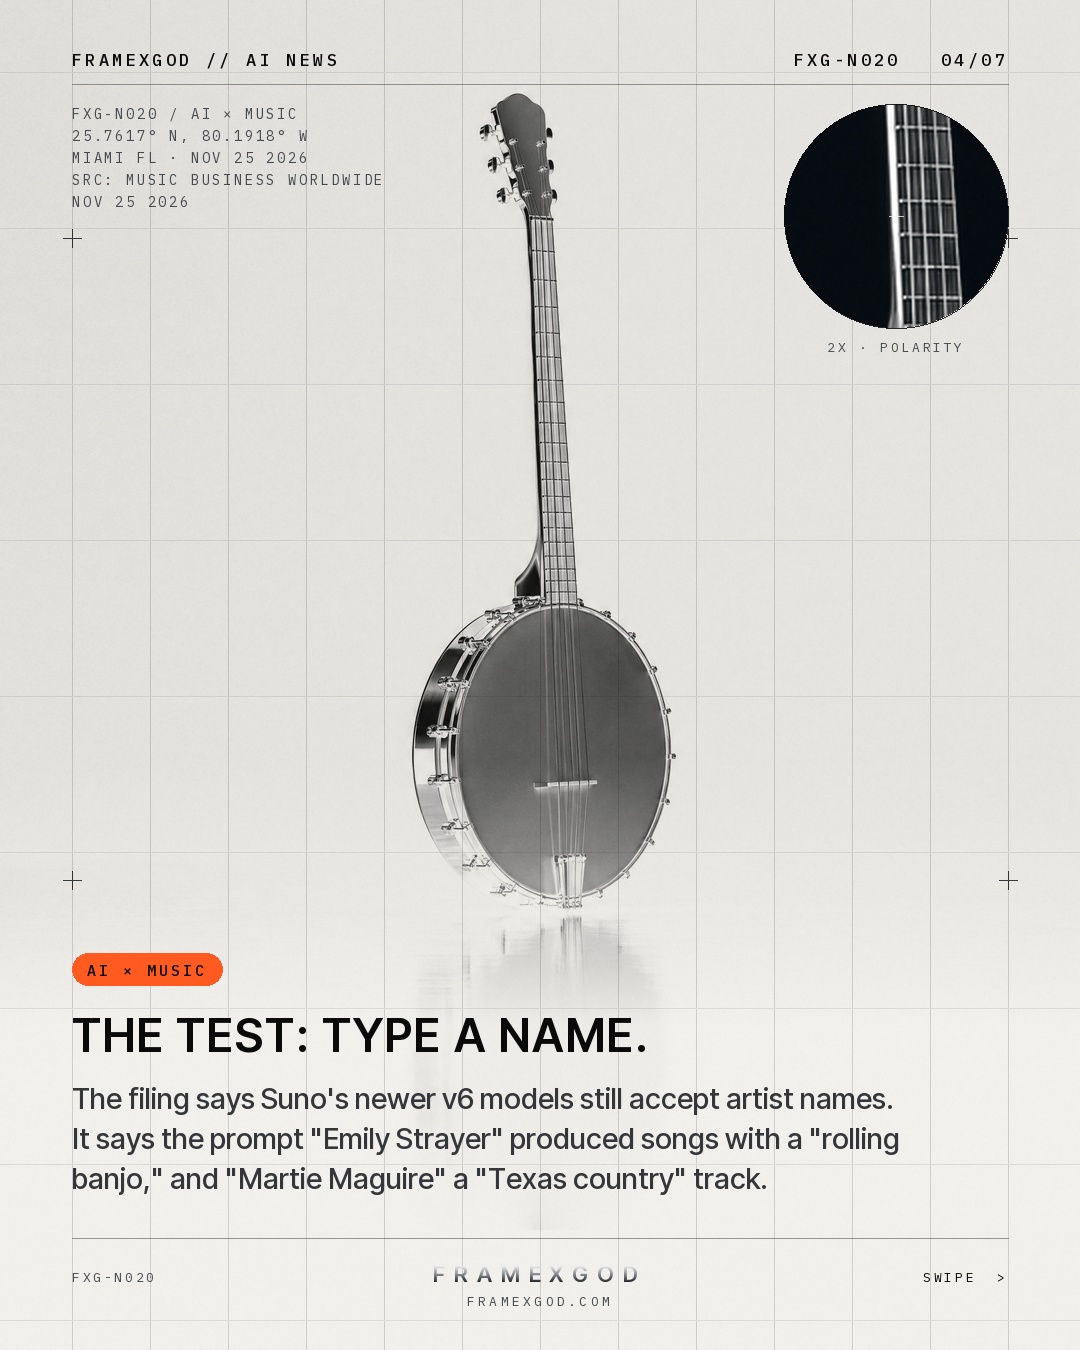 FRAMEXGOD // AI NEWS
FXG-N020 04/07
FXG-N020 / AI × MUSIC
25.7617° N, 80.1918° W
MIAMI FL · NOV 25 2026
SRC: MUSIC BUSINESS WORLDWIDE
NOV 25 2026
2X · POLARITY
AI × MUSIC
THE TEST: TYPE A NAME.
The filing says Suno's newer v6 models still accept artist names.
It says the prompt "Emily Strayer" produced songs with a "rolling
banjo," and "Martie Maguire" a "Texas country" track.
FXG-N020
FRAMEXGOD
FRAMEXGOD.COM
SWIPE >